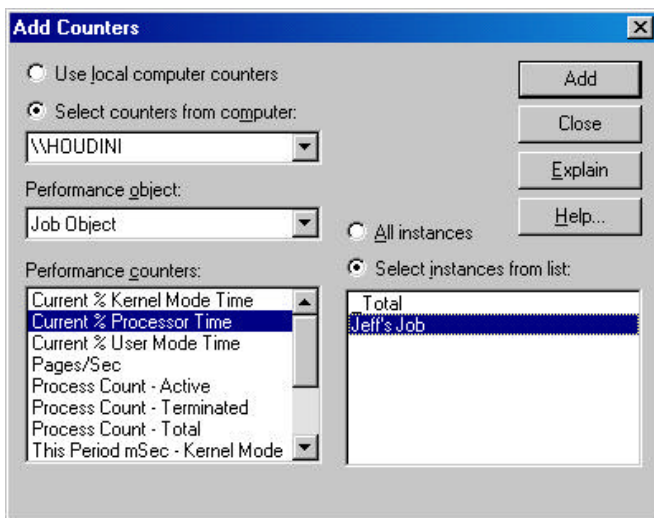 Add Counters
Use local computer counters
Select counters from computer:
\\HOUDINI
Performance object:
Job Object
Performance counters:
Current % Kernel Mode Time
Current % Processor Time
Current % User Mode Time
Pages/Sec
Process Count - Active
Process Count - Terminated
Process Count - Total
This Period mSec - Kernel Mode
Add
Close
Explain
Help...
All instances
Select instances from list:
_Total
Jeff's Job